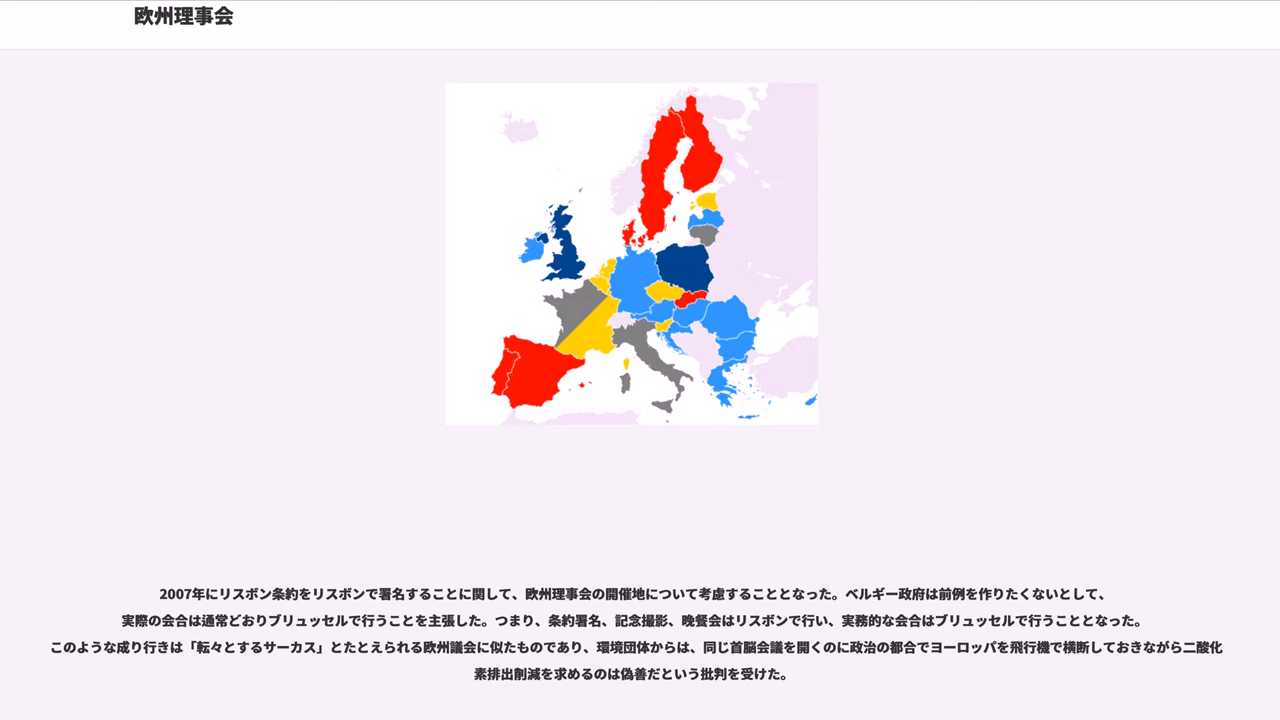 欧州理事会
2007年にリスボン条約をリスボンで署名することに関して、欧州理事会の開催地について考慮することとなった。ベルギー政府は前例を作りたくないとして、
実際の会合は通常どおりブリュッセルで行うことを主張した。つまり、条約署名、記念撮影、晩餐会はリスボンで行い、実務的な会合はブリュッセルで行うこととなった。
このような成り行きは「転々とするサーカス」とたとえられる欧州議会に似たものであり、環境団体からは、同じ首脳会議を開くのに政治の都合でヨーロッパを飛行機で横断しておきながら二酸化
素排出削減を求めるのは偽善だという批判を受けた。